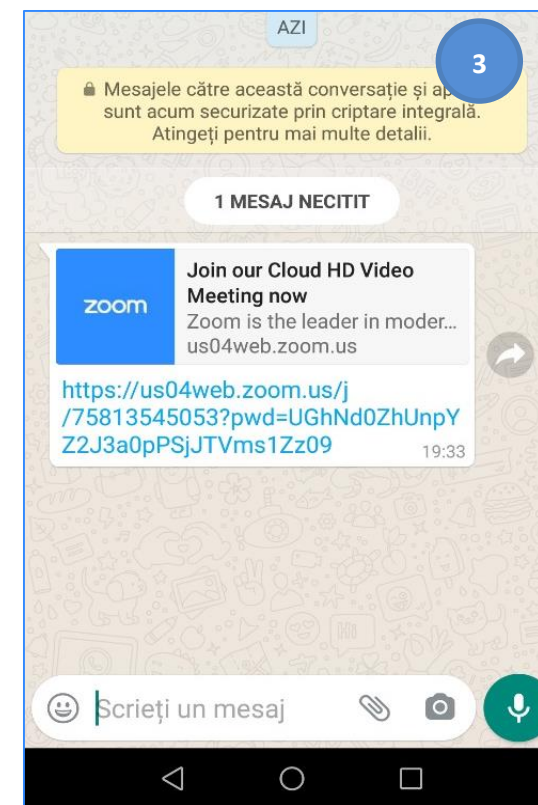 AZI
3
Mesajele către această conversație și
sunt acum securizate prin criptare integrală.
Atingeți pentru mai multe detalii.
1 MESAJ NECITIT
zoom
Join our Cloud HD Video
Meeting now
Zoom is the leader in moder...
us04web.zoom.us
https://us04web.zoom.us/j
/75813545053?pwd=UGhNd0ZhUnpY
Z2J3a0pPSjJTVms1Zz09
19:33
Scrieți un mesaj